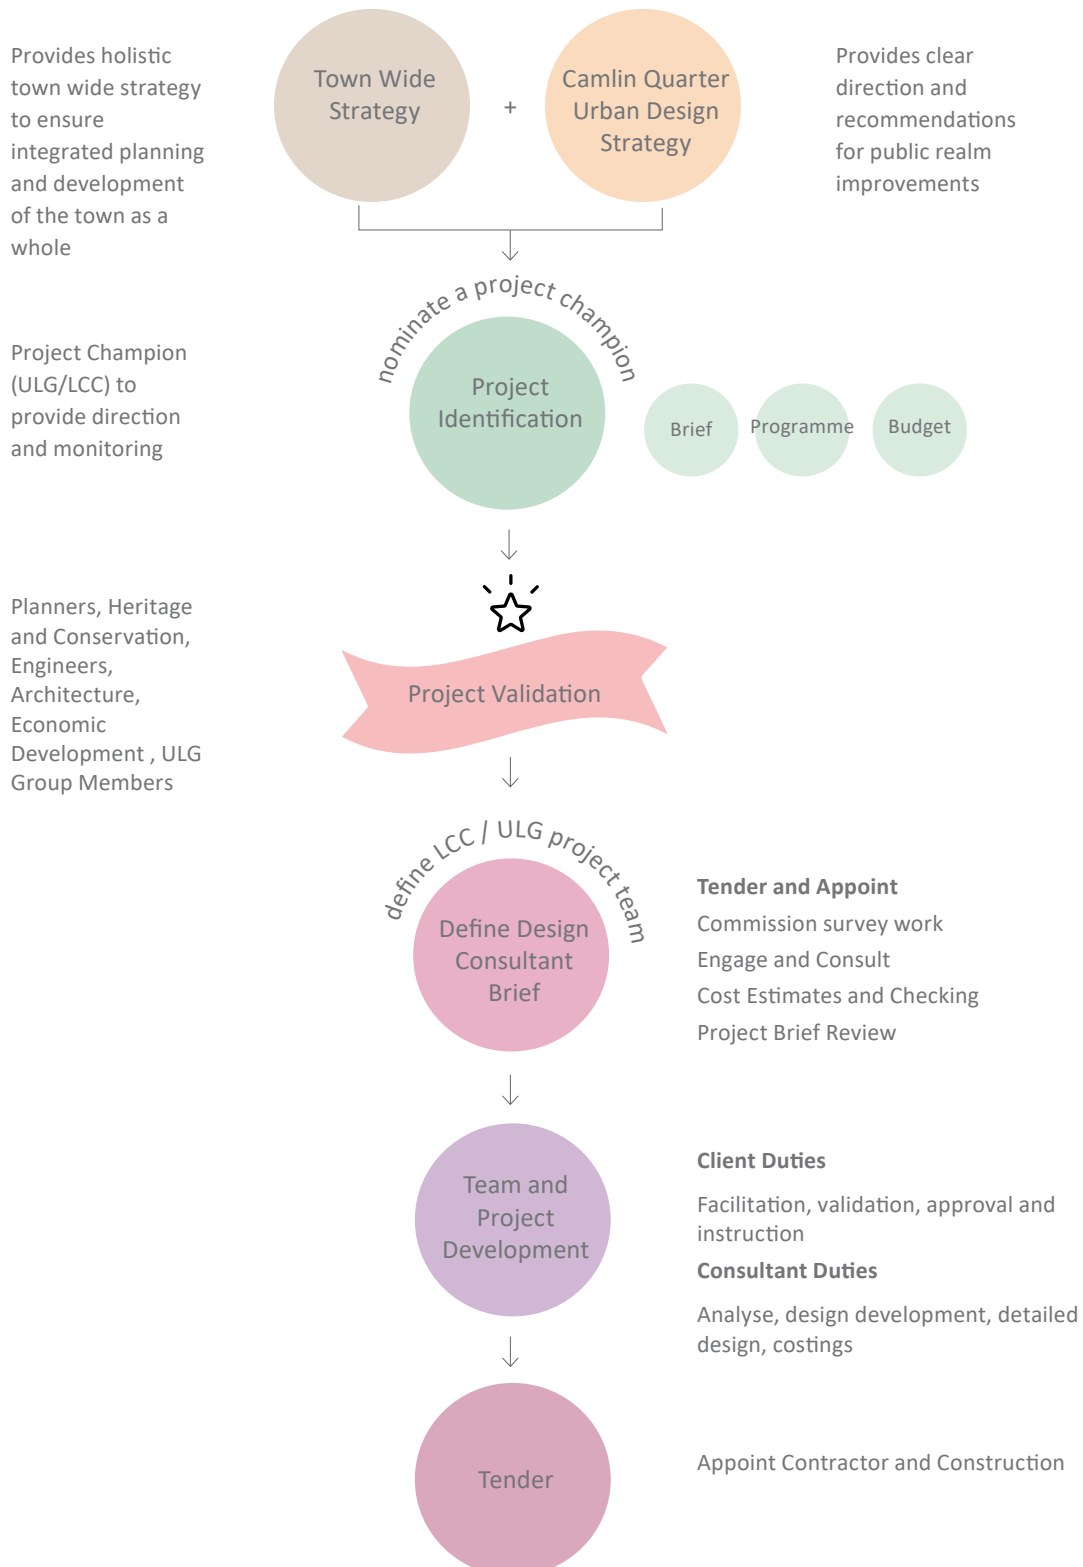 Provides holistic
town wide strategy
to ensure
integrated planning
and development
of the town as a
whole
Town Wide
Strategy
+
Camlin Quarter
Urban Design
Strategy
Provides clear
direction and
recommendations
for public realm
improvements
nominate a project champion
Project Champion
(ULG/LCC) to
provide direction
and monitoring
Project
Identification
Brief
Programme
Budget
Planners, Heritage
and Conservation,
Engineers,
Architecture,
Economic
Development , ULG
Group Members
Project Validation
define LCC / ULG project team
Define Design
Consultant
Brief
Tender and Appoint
Commission survey work
Engage and Consult
Cost Estimates and Checking
Project Brief Review
Team and
Project
Development
Client Duties
Facilitation, validation, approval and
instruction
Consultant Duties
Analyse, design development, detailed
design, costings
Tender
Appoint Contractor and Construction